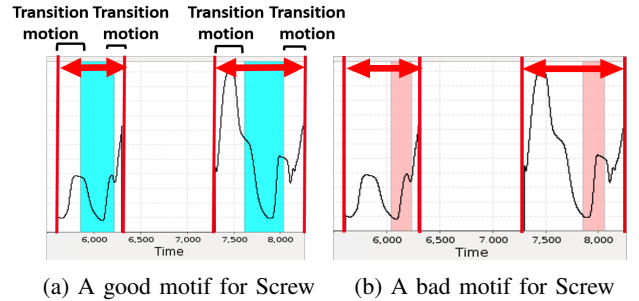 Transition Transition
motion motion
Transition Transition
motion motion
6,000 6,500 7,000 7,500 8,000
Time
6,000 6,500 7,000 7,500 8,000
Time
(a) A good motif for Screw
(b) A bad motif for Screw